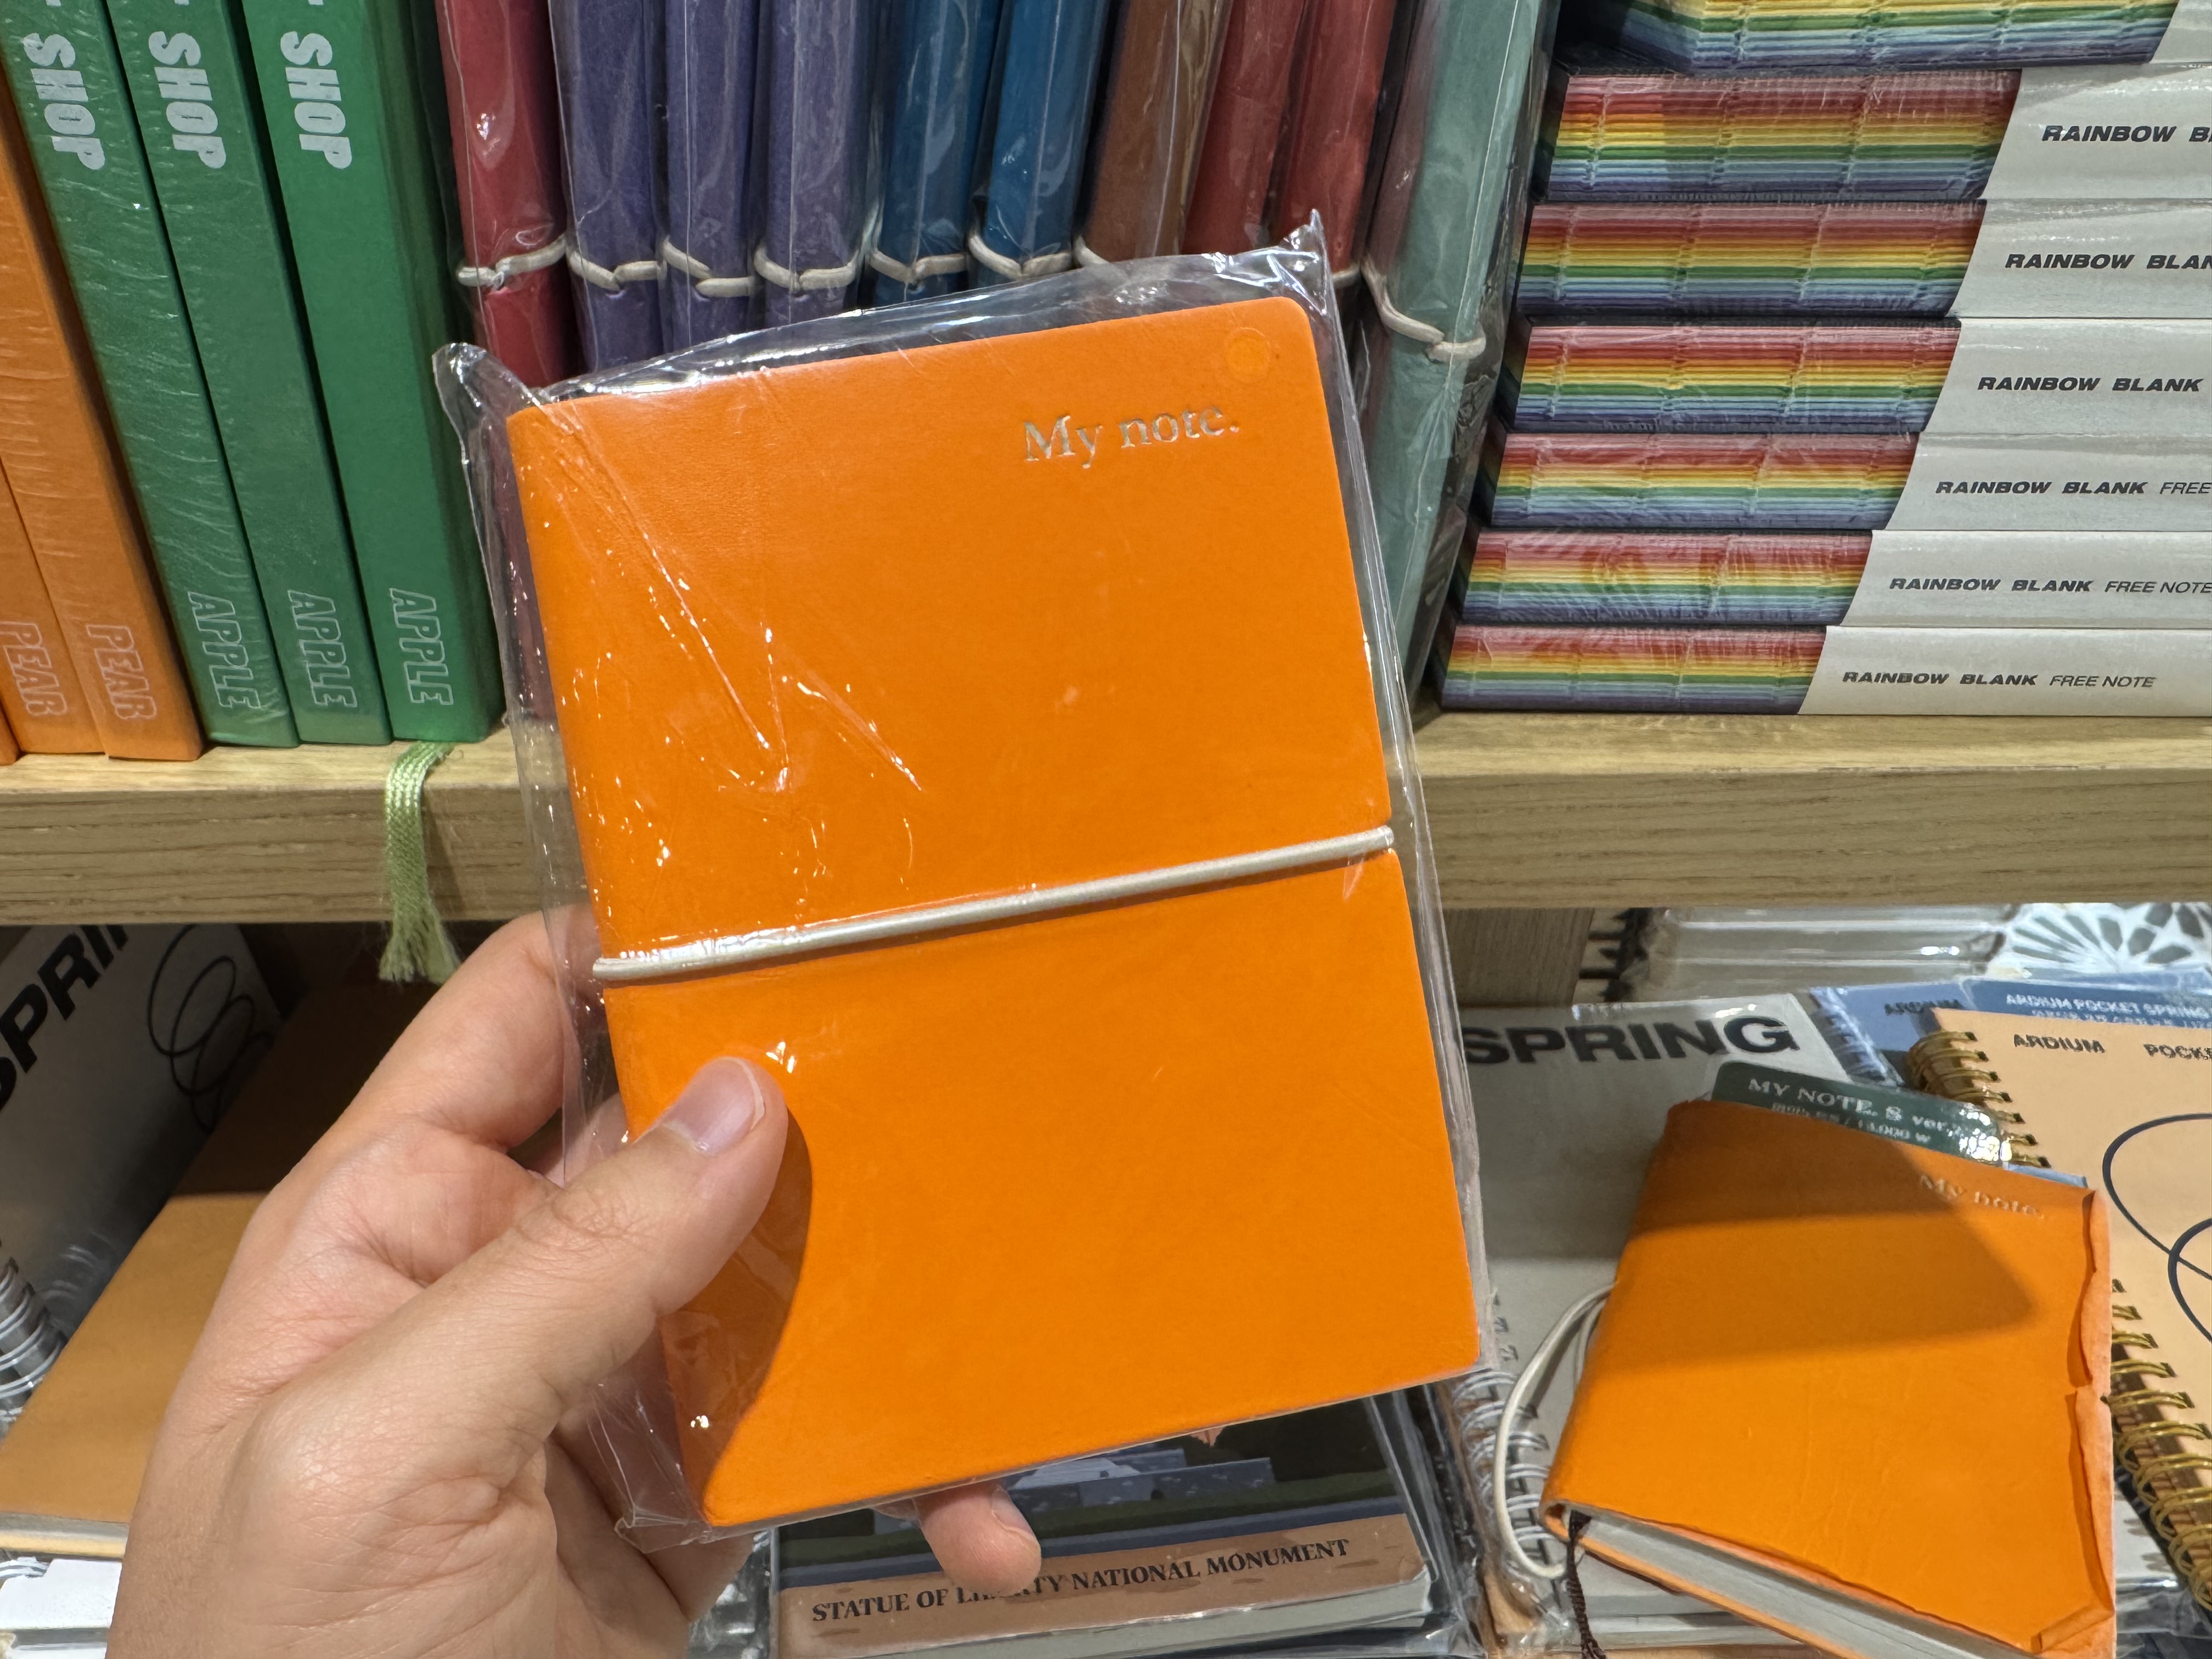 SHOP
SHOP
SHOP
PEAR
PEAR
APPLE
APPLE
APPLE
RAINBOW
RAINBOW
RAINBOW BLANK
RAINBOW BLANK FREE
RAINBOW BLANK FREE NOTE
RAINBOW BLANK FREE NOTE
My note.
SPRING
ARDIUM
ARDIUM POCKET SPRING
ARDIUM
MY NOTE S ver.
My note.
STATUE OF LIBERTY NATIONAL MONUMENT